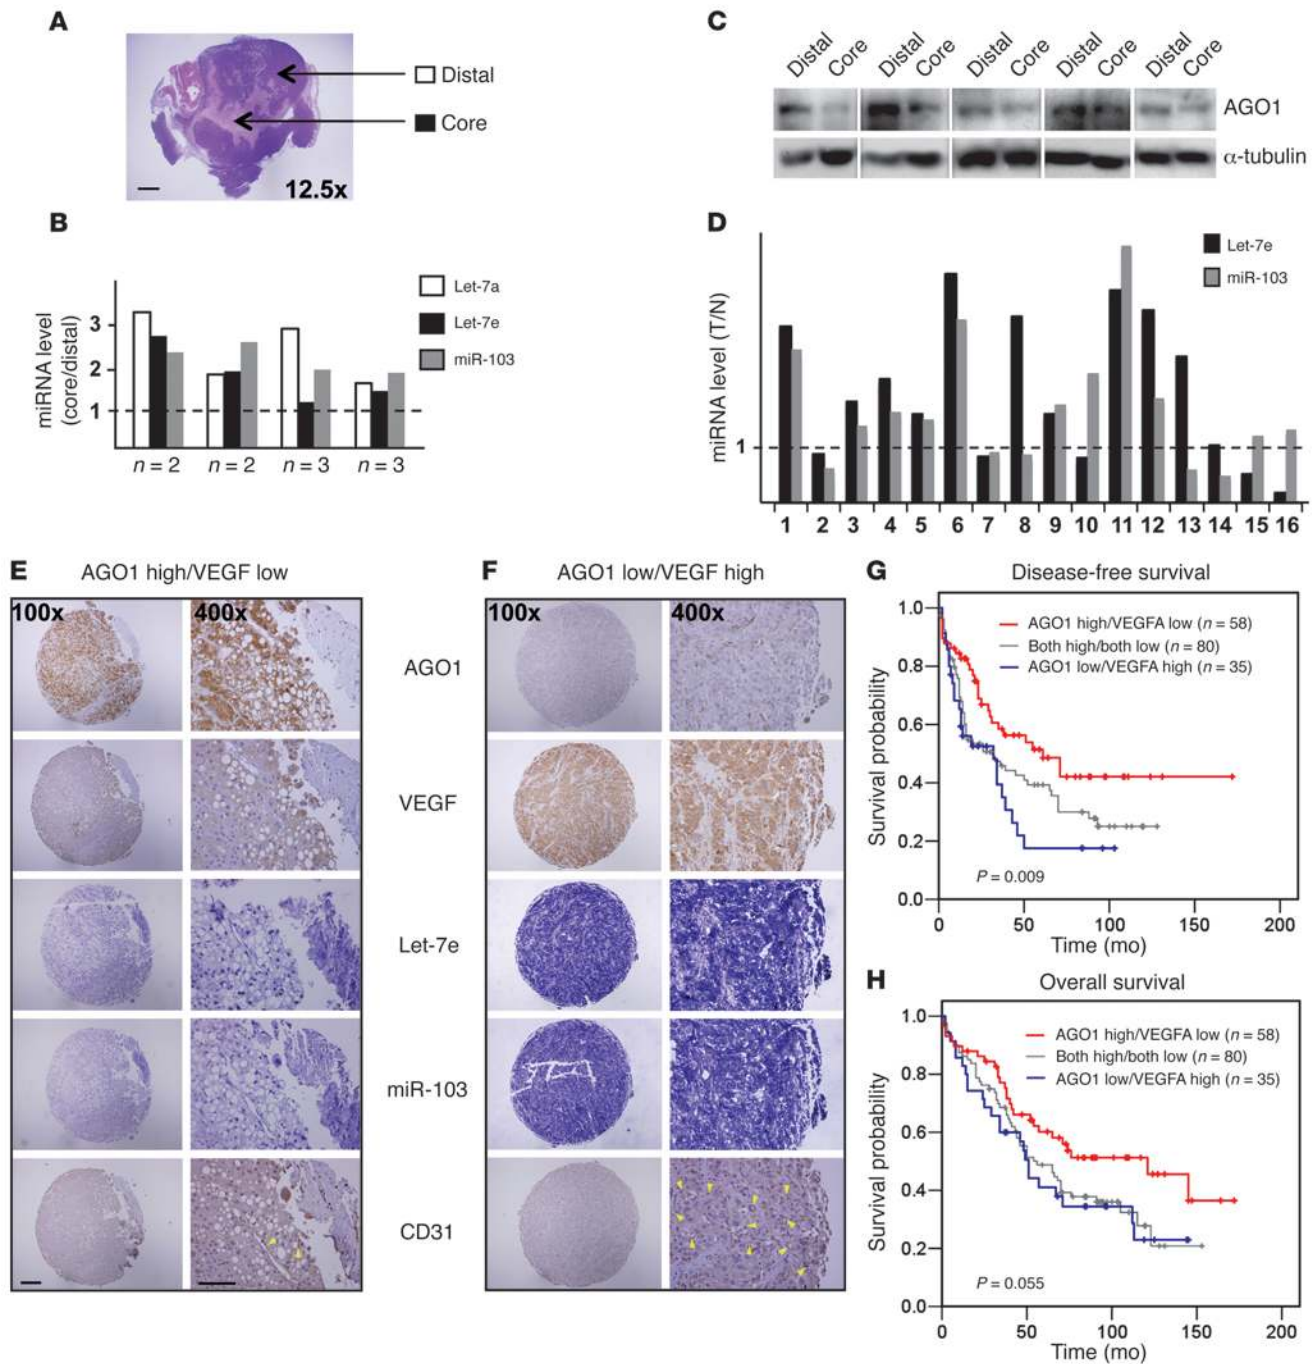 A
Distal
Core
12.5x
B
miRNA level
(core/distal)
3
2
1
Let-7a
Let-7e
miR-103
n = 2
n = 2
n = 3
n = 3
C
Distal
Core
Distal
Core
Distal
Core
Distal
Core
Distal
Core
AGO1
α-tubulin
D
miRNA level (T/N)
1
Let-7e
miR-103
1 2 3 4 5 6 7 8 9 10 11 12 13 14 15 16
E
AGO1 high/VEGF low
100x
400x
F
AGO1 low/VEGF high
100x
400x
AGO1
VEGF
Let-7e
miR-103
CD31
G
Disease-free survival
Survival probability
1.0
0.8
0.6
0.4
0.2
0.0
AGO1 high/VEGFA low (n = 58)
Both high/both low (n = 80)
AGO1 low/VEGFA high (n = 35)
P = 0.009
0 50 100 150 200
Time (mo)
H
Overall survival
Survival probability
1.0
0.8
0.6
0.4
0.2
0.0
AGO1 high/VEGFA low (n = 58)
Both high/both low (n = 80)
AGO1 low/VEGFA high (n = 35)
P = 0.055
0 50 100 150 200
Time (mo)